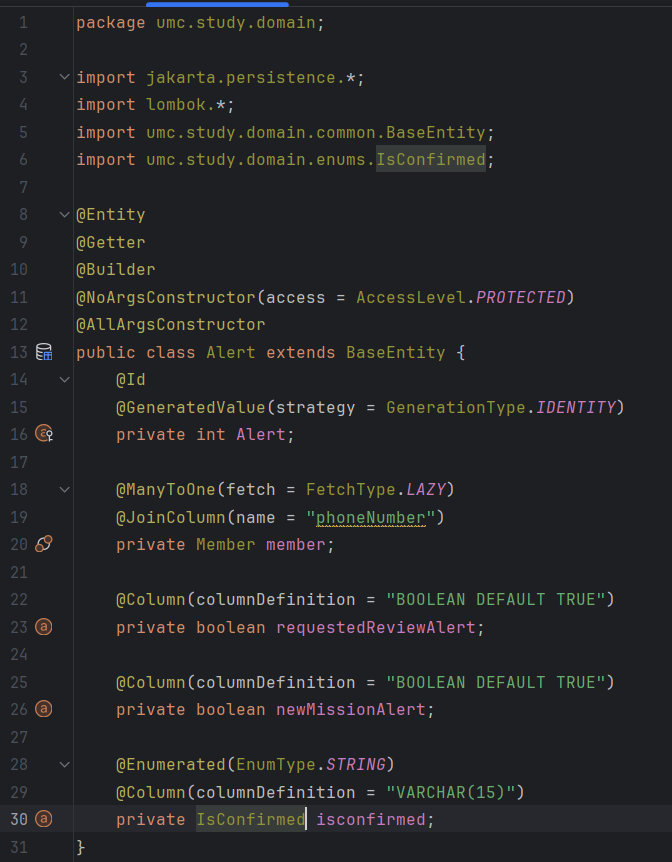 1 package umc.study.domain;
2
3 import jakarta.persistence.*;
4 import lombok.*;
5 import umc.study.domain.common.BaseEntity;
6 import umc.study.domain.enums.IsConfirmed;
7
8 @Entity
9 @Getter
10 @Builder
11 @NoArgsConstructor(access = AccessLevel.PROTECTED)
12 @AllArgsConstructor
13 public class Alert extends BaseEntity {
14     @Id
15     @GeneratedValue(strategy = GenerationType.IDENTITY)
16     private int Alert;
17
18     @ManyToOne(fetch = FetchType.LAZY)
19     @JoinColumn(name = "phoneNumber")
20     private Member member;
21
22     @Column(columnDefinition = "BOOLEAN DEFAULT TRUE")
23     private boolean requestedReviewAlert;
24
25     @Column(columnDefinition = "BOOLEAN DEFAULT TRUE")
26     private boolean newMissionAlert;
27
28     @Enumerated(EnumType.STRING)
29     @Column(columnDefinition = "VARCHAR(15)")
30     private IsConfirmed isconfirmed;
31 }